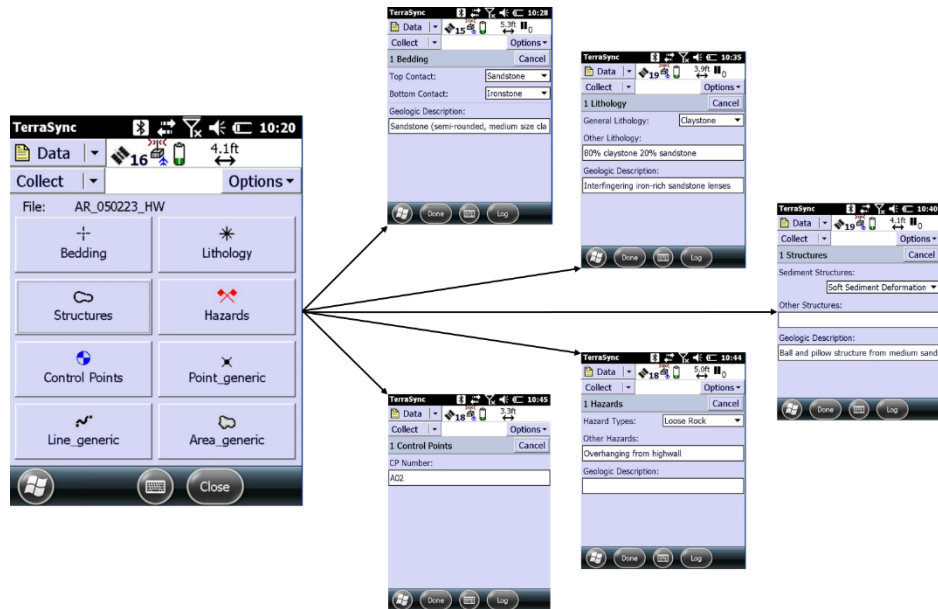 TerraSync 10:20
Data 16 4.1ft
Collect Options
File: AR_050223_HW
Bedding Lithology
Structures Hazards
Control Points Point_generic
Line_generic Area_generic
Close
TerraSync 10:28
Data 15 5.3ft 0
Collect Options
1 Bedding Cancel
Top Contact: Sandstone
Bottom Contact: Ironstone
Geologic Description:
Sandstone (semi-rounded, medium size cla
Done Log
TerraSync 10:35
Data 19 3.9ft 0
Collect Options
1 Lithology Cancel
General Lithology: Claystone
Other Lithology:
80% claystone 20% sandstone
Geologic Description:
Interfingering iron-rich sandstone lenses
Done Log
TerraSync 10:40
Data 19 4.1ft 0
Collect Options
1 Structures Cancel
Sediment Structures:
Soft Sediment Deformation
Other Structures:
Geologic Description:
Ball and pillow structure from medium sand
Done Log
TerraSync 10:44
Data 18 5.0ft 0
Collect Options
1 Hazards Cancel
Hazard Types: Loose Rock
Other Hazards:
Overhanging from highwall
Geologic Description:
Done Log
TerraSync 10:45
Data 18 3.3ft
Collect Options
1 Control Points Cancel
CP Number:
A02
Done Log